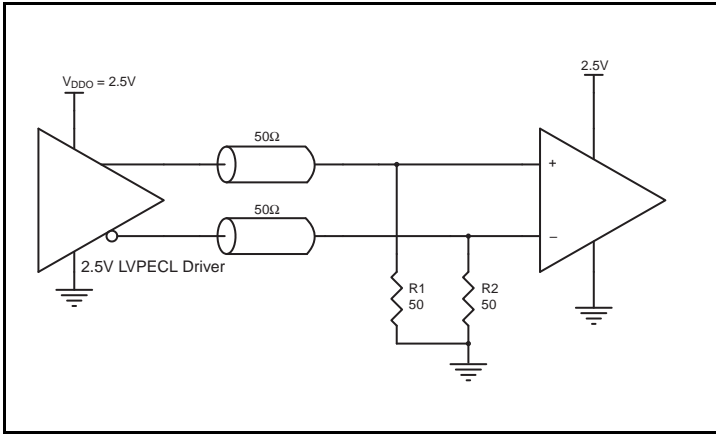 V_DDO = 2.5V
2.5V
50Ω
+
50Ω
−
2.5V LVPECL Driver
R1
50
R2
50